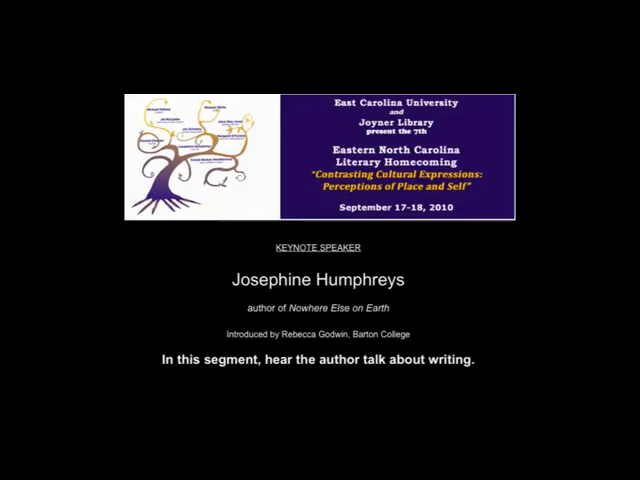 East Carolina University
and
Joyner Library
present the 7th
Eastern North Carolina
Literary Homecoming
"Contrasting Cultural Expressions:
Perceptions of Place and Self"
September 17-18, 2010
KEYNOTE SPEAKER
Josephine Humphreys
author of Nowhere Else on Earth
Introduced by Rebecca Godwin, Barton College
In this segment, hear the author talk about writing.